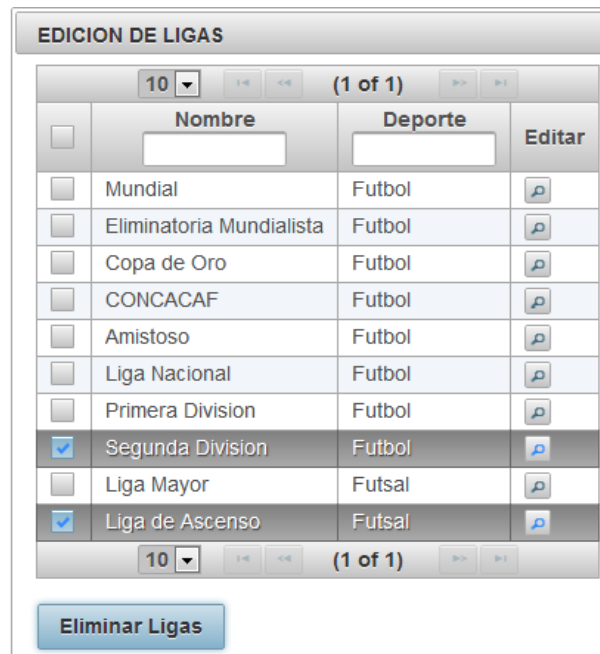 EDICION DE LIGAS
10 (1 of 1)
Nombre Deporte Editar
Mundial Futbol
Eliminatoria Mundialista Futbol
Copa de Oro Futbol
CONCACAF Futbol
Amistoso Futbol
Liga Nacional Futbol
Primera Division Futbol
Segunda Division Futbol
Liga Mayor Futsal
Liga de Ascenso Futsal
10 (1 of 1)
Eliminar Ligas